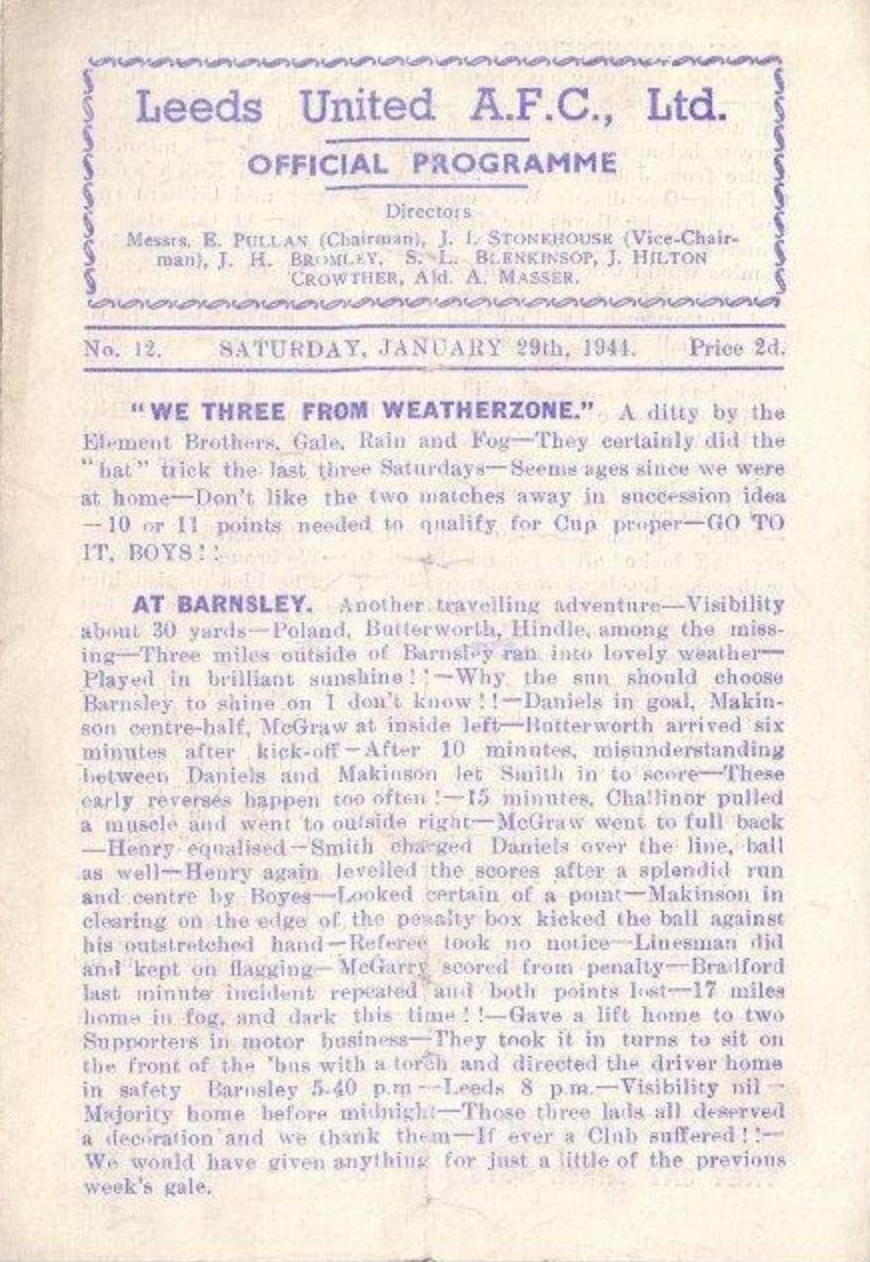 Leeds United A.F.C., Ltd.
OFFICIAL PROGRAMME
Directors
Messrs. E. PULLAN (Chairman), J. L. STONEHOUSE (Vice-Chair-
man), J. H. BROMLEY, S. L. BLENKINSOP, J. HILTON
CROWTHER, Ald. A. MASSER.
No. 12. SATURDAY, JANUARY 29th, 1944. Price 2d.
"WE THREE FROM WEATHERZONE." A ditty by the
Element Brothers, Gale, Rain and Fog—They certainly did the
"hat" trick the last three Saturdays—Seems ages since we were
at home—Don't like the two matches away in succession idea
—10 or 11 points needed to qualify for Cup proper—GO TO
IT, BOYS!!
AT BARNSLEY. Another travelling adventure—Visibility
about 30 yards—Poland, Butterworth, Hindle, among the miss-
ing—Three miles outside of Barnsley ran into lovely weather—
Played in brilliant sunshine!!—Why the sun should choose
Barnsley to shine on I don't know!!—Daniels in goal, Makin-
son centre-half, McGraw at inside left—Butterworth arrived six
minutes after kick-off—After 10 minutes, misunderstanding
between Daniels and Makinson let Smith in to score—These
early reverses happen too often!—15 minutes, Challinor pulled
a muscle and went to outside right—McGraw went to full back
—Henry equalised—Smith charged Daniels over the line, ball
as well—Henry again levelled the scores after a splendid run
and centre by Boyes—Looked certain of a point—Makinson in
clearing on the edge of the penalty box kicked the ball against
his outstretched hand—Referee took no notice—Linesman did
and kept on flagging—McGarry scored from penalty—Bradford
last minute incident repeated and both points lost—17 miles
home in fog, and dark this time!!—Gave a lift home to two
Supporters in motor business—They took it in turns to sit on
the front of the 'bus with a torch and directed the driver home
in safety Barnsley 5-40 p.m—Leeds 8 p.m.—Visibility nil—
Majority home before midnight—Those three lads all deserved
a decoration and we thank them—If ever a Club suffered!!—
We would have given anything for just a little of the previous
week's gale.